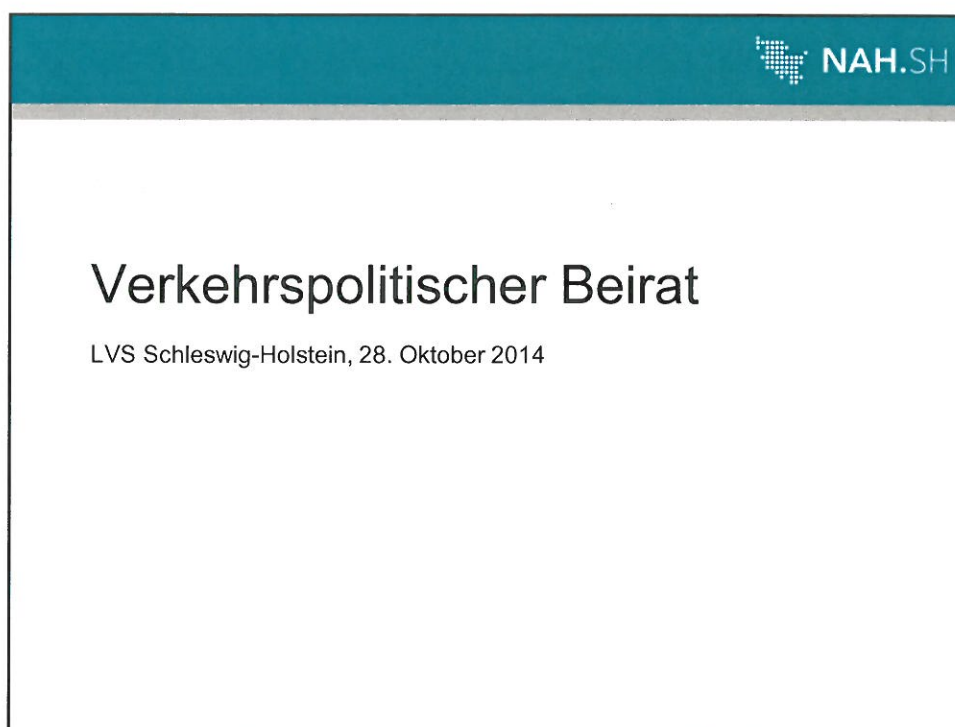 NAH.SH
Verkehrspolitischer Beirat
LVS Schleswig-Holstein, 28. Oktober 2014